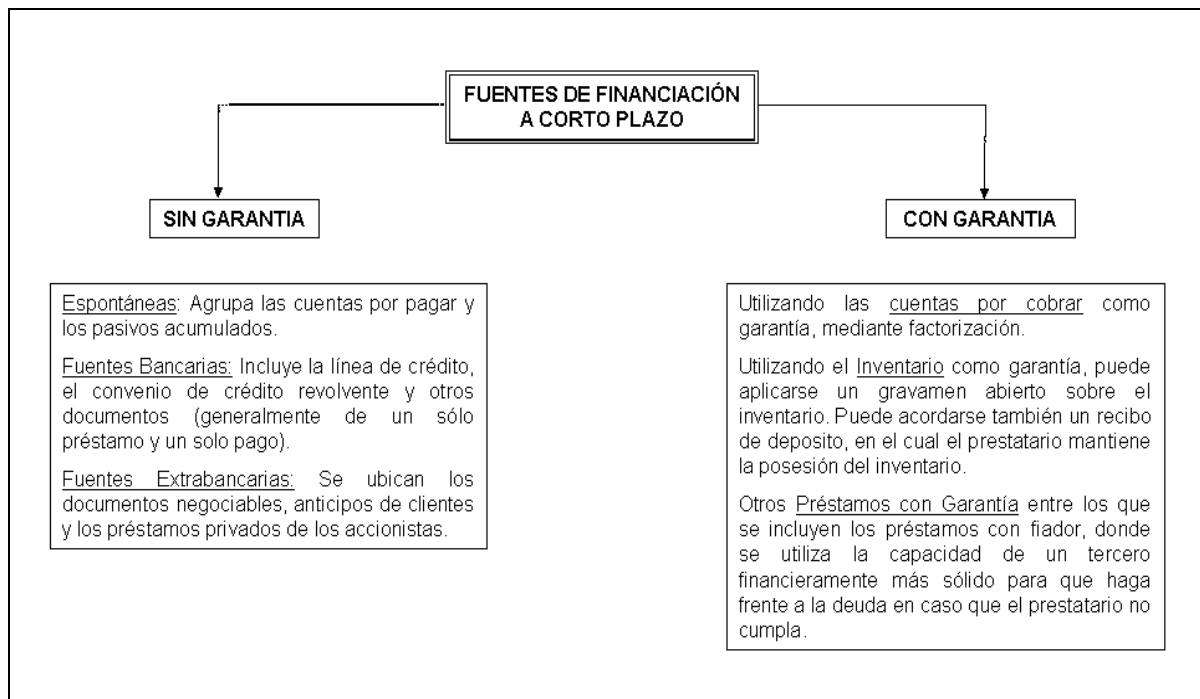 FUENTES DE FINANCIACIÓN
A CORTO PLAZO
SIN GARANTIA
CON GARANTIA
Espontáneas: Agrupa las cuentas por pagar y
los pasivos acumulados.
Fuentes Bancarias: Incluye la línea de crédito,
el convenio de crédito revolvente y otros
documentos (generalmente de un sólo
préstamo y un solo pago).
Fuentes Extrabancarias: Se ubican los
documentos negociables, anticipos de clientes
y los préstamos privados de los accionistas.
Utilizando las cuentas por cobrar como
garantía, mediante factorización.
Utilizando el Inventario como garantía, puede
aplicarse un gravamen abierto sobre el
inventario. Puede acordarse también un recibo
de deposito, en el cual el prestatario mantiene
la posesión del inventario.
Otros Préstamos con Garantía entre los que
se incluyen los préstamos con fiador, donde
se utiliza la capacidad de un tercero
financieramente más sólido para que haga
frente a la deuda en caso que el prestatario no
cumpla.